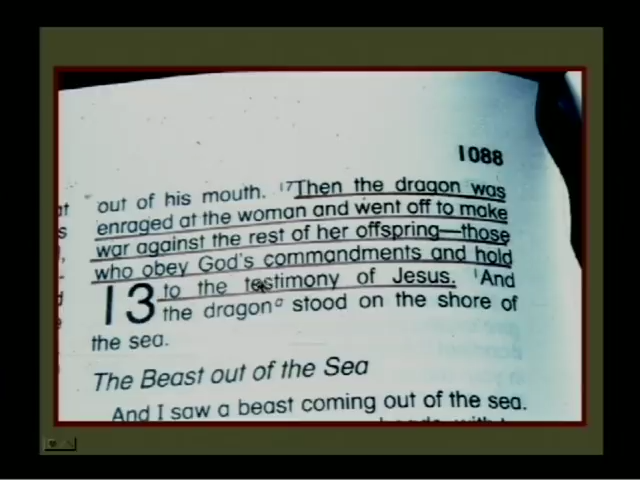 1088
at out of his mouth. 17Then the dragon was
s enraged at the woman and went off to make
war against the rest of her offspring—those
who obey God's commandments and hold
13 to the testimony of Jesus. 1And
the dragon a stood on the shore of
the sea.
The Beast out of the Sea
And I saw a beast coming out of the sea.